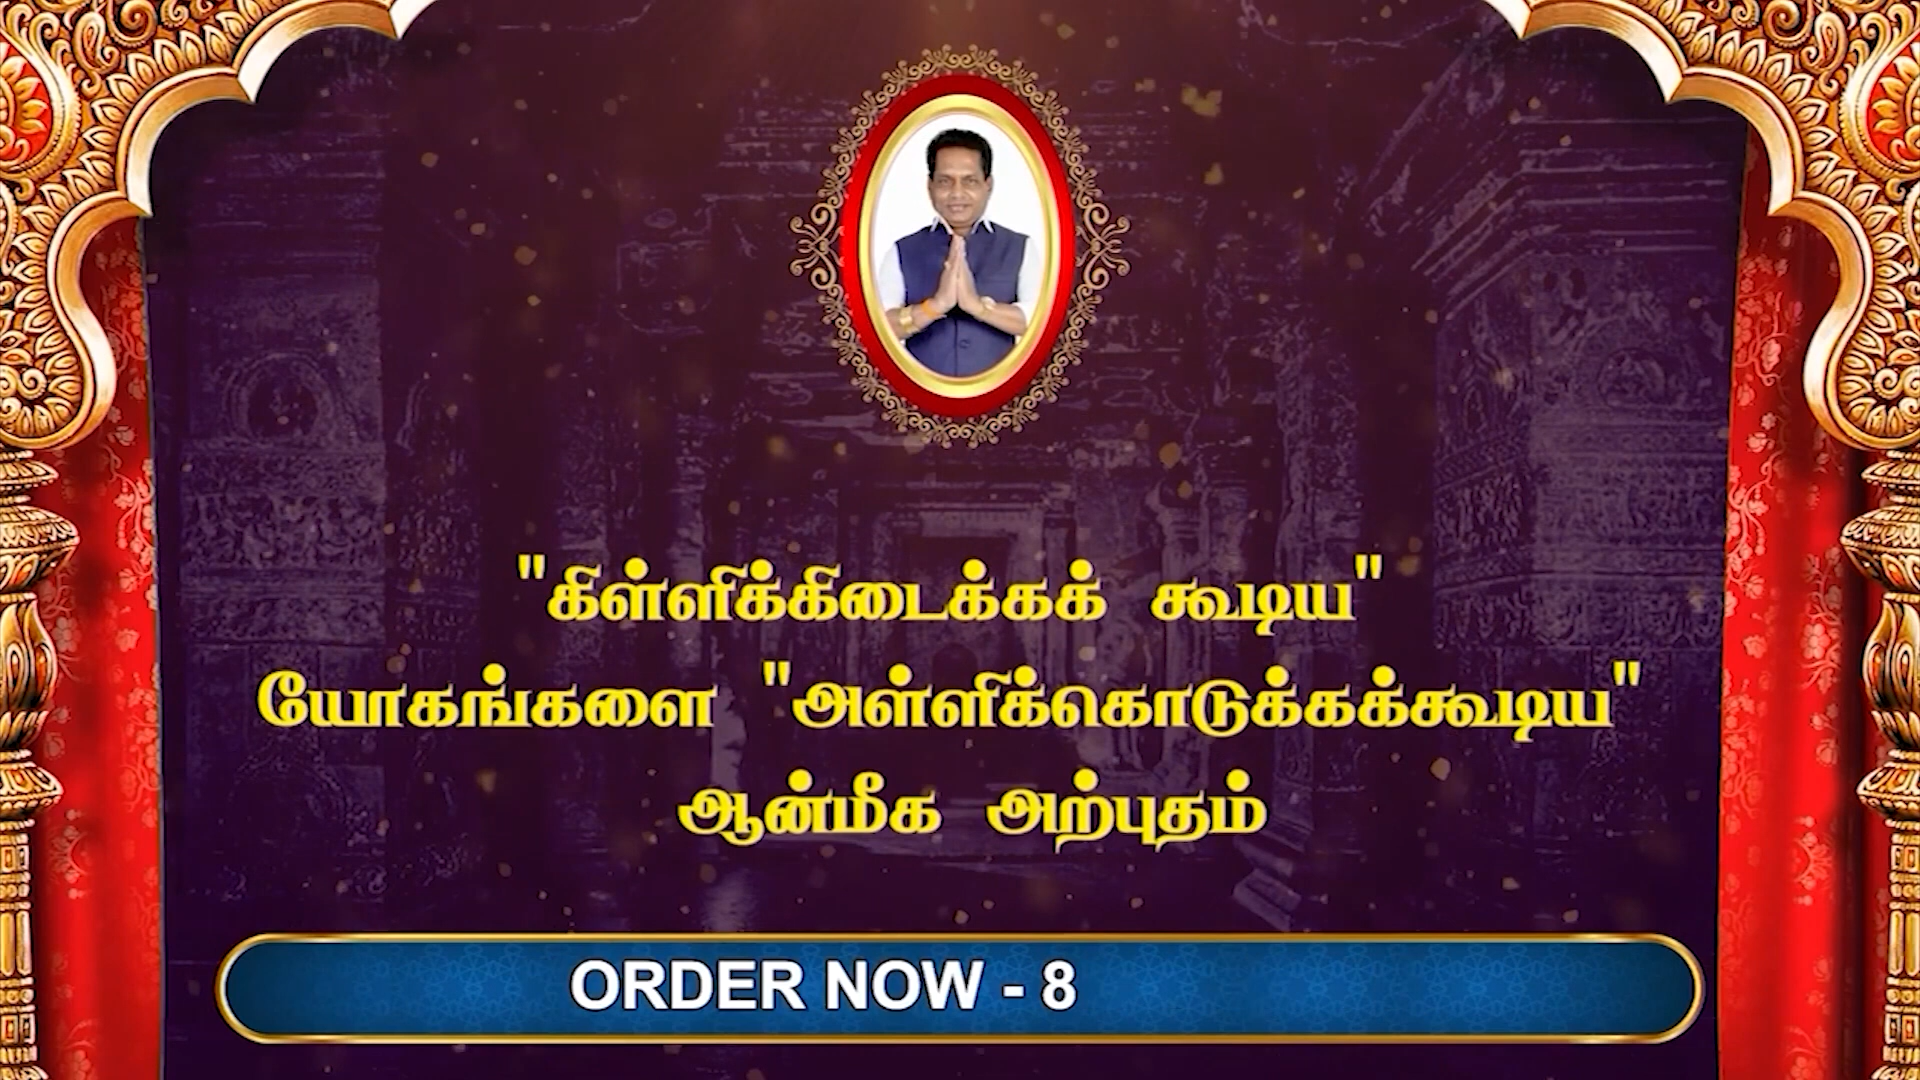 "கிள்ளிக்கிடைக்கக் கூடிய"
யோகங்களை "அள்ளிக்கொடுக்கக்கூடிய"
ஆன்மீக அற்புதம்
ORDER NOW - 8